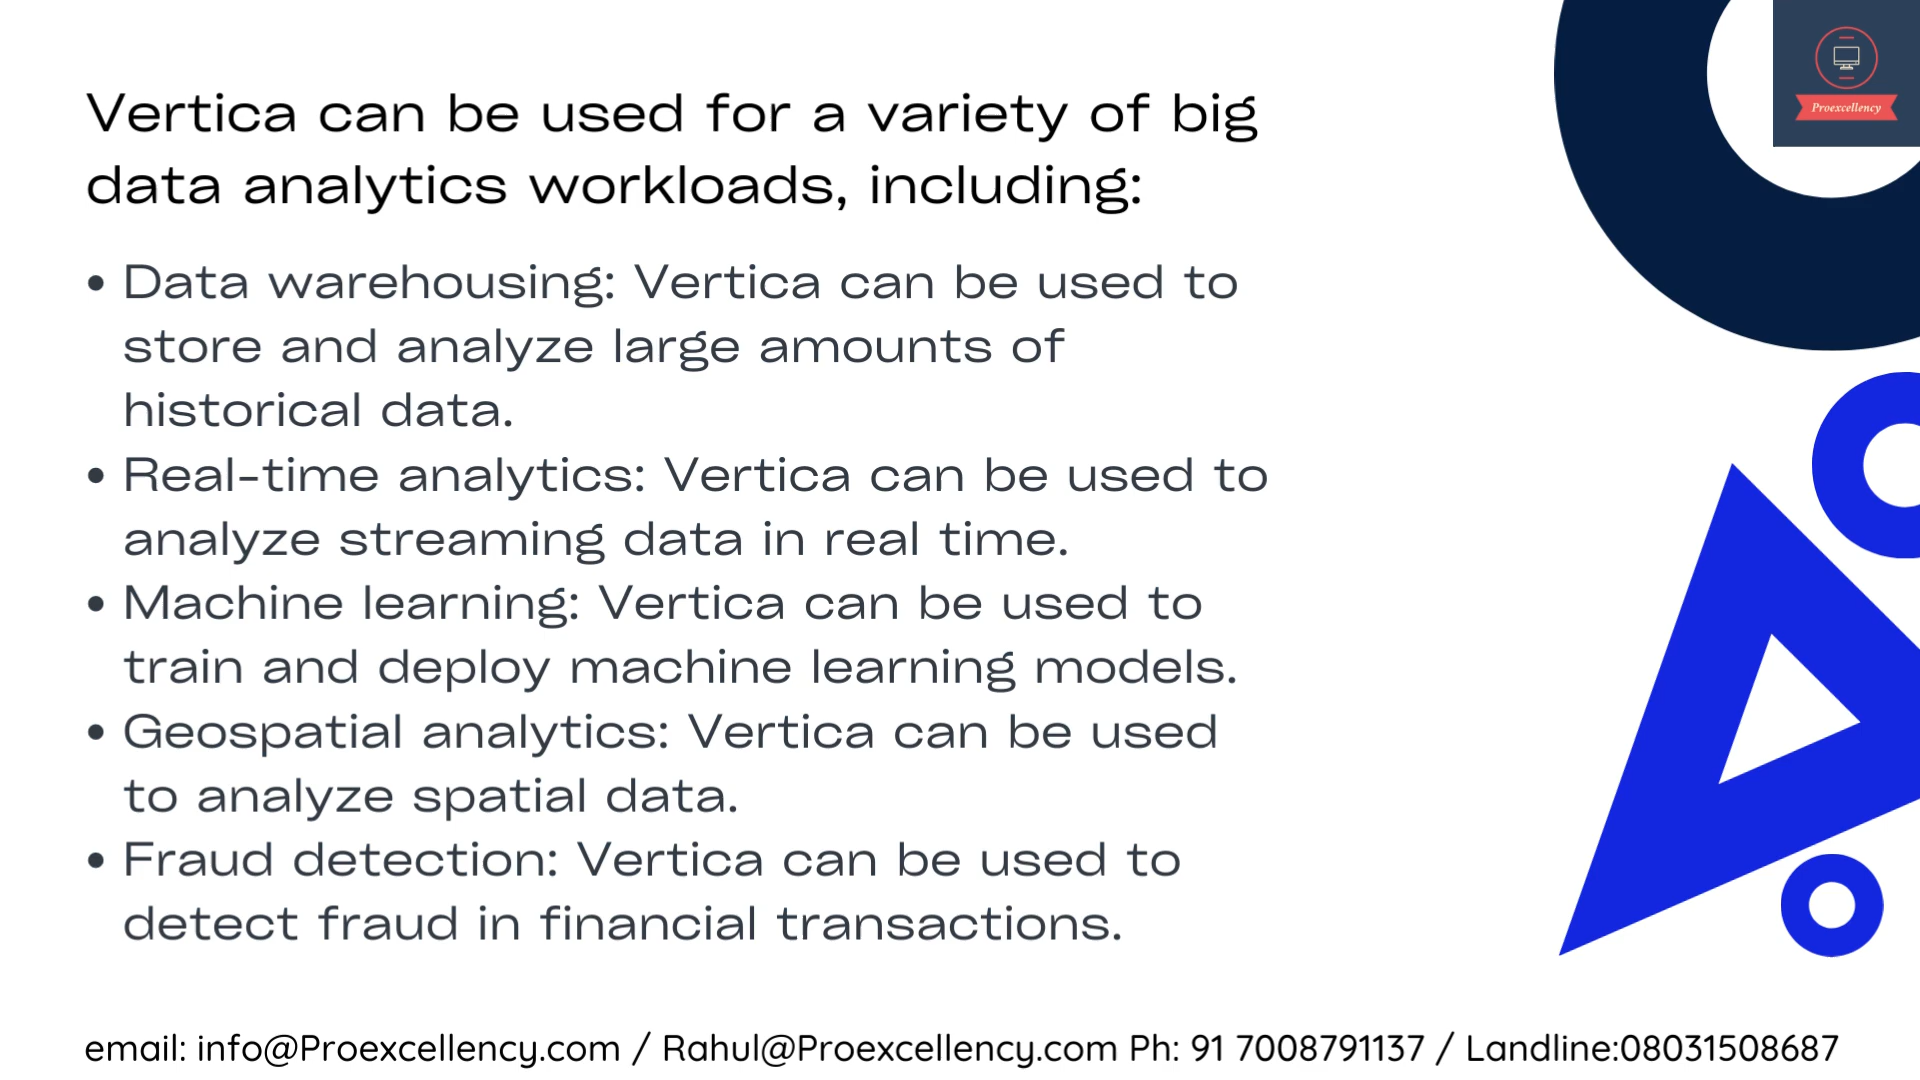 Proexcellency
Vertica can be used for a variety of big
data analytics workloads, including:
• Data warehousing: Vertica can be used to
store and analyze large amounts of
historical data.
• Real-time analytics: Vertica can be used to
analyze streaming data in real time.
• Machine learning: Vertica can be used to
train and deploy machine learning models.
• Geospatial analytics: Vertica can be used
to analyze spatial data.
• Fraud detection: Vertica can be used to
detect fraud in financial transactions.
email: info@Proexcellency.com / Rahul@Proexcellency.com Ph: 91 7008791137 / Landline:08031508687